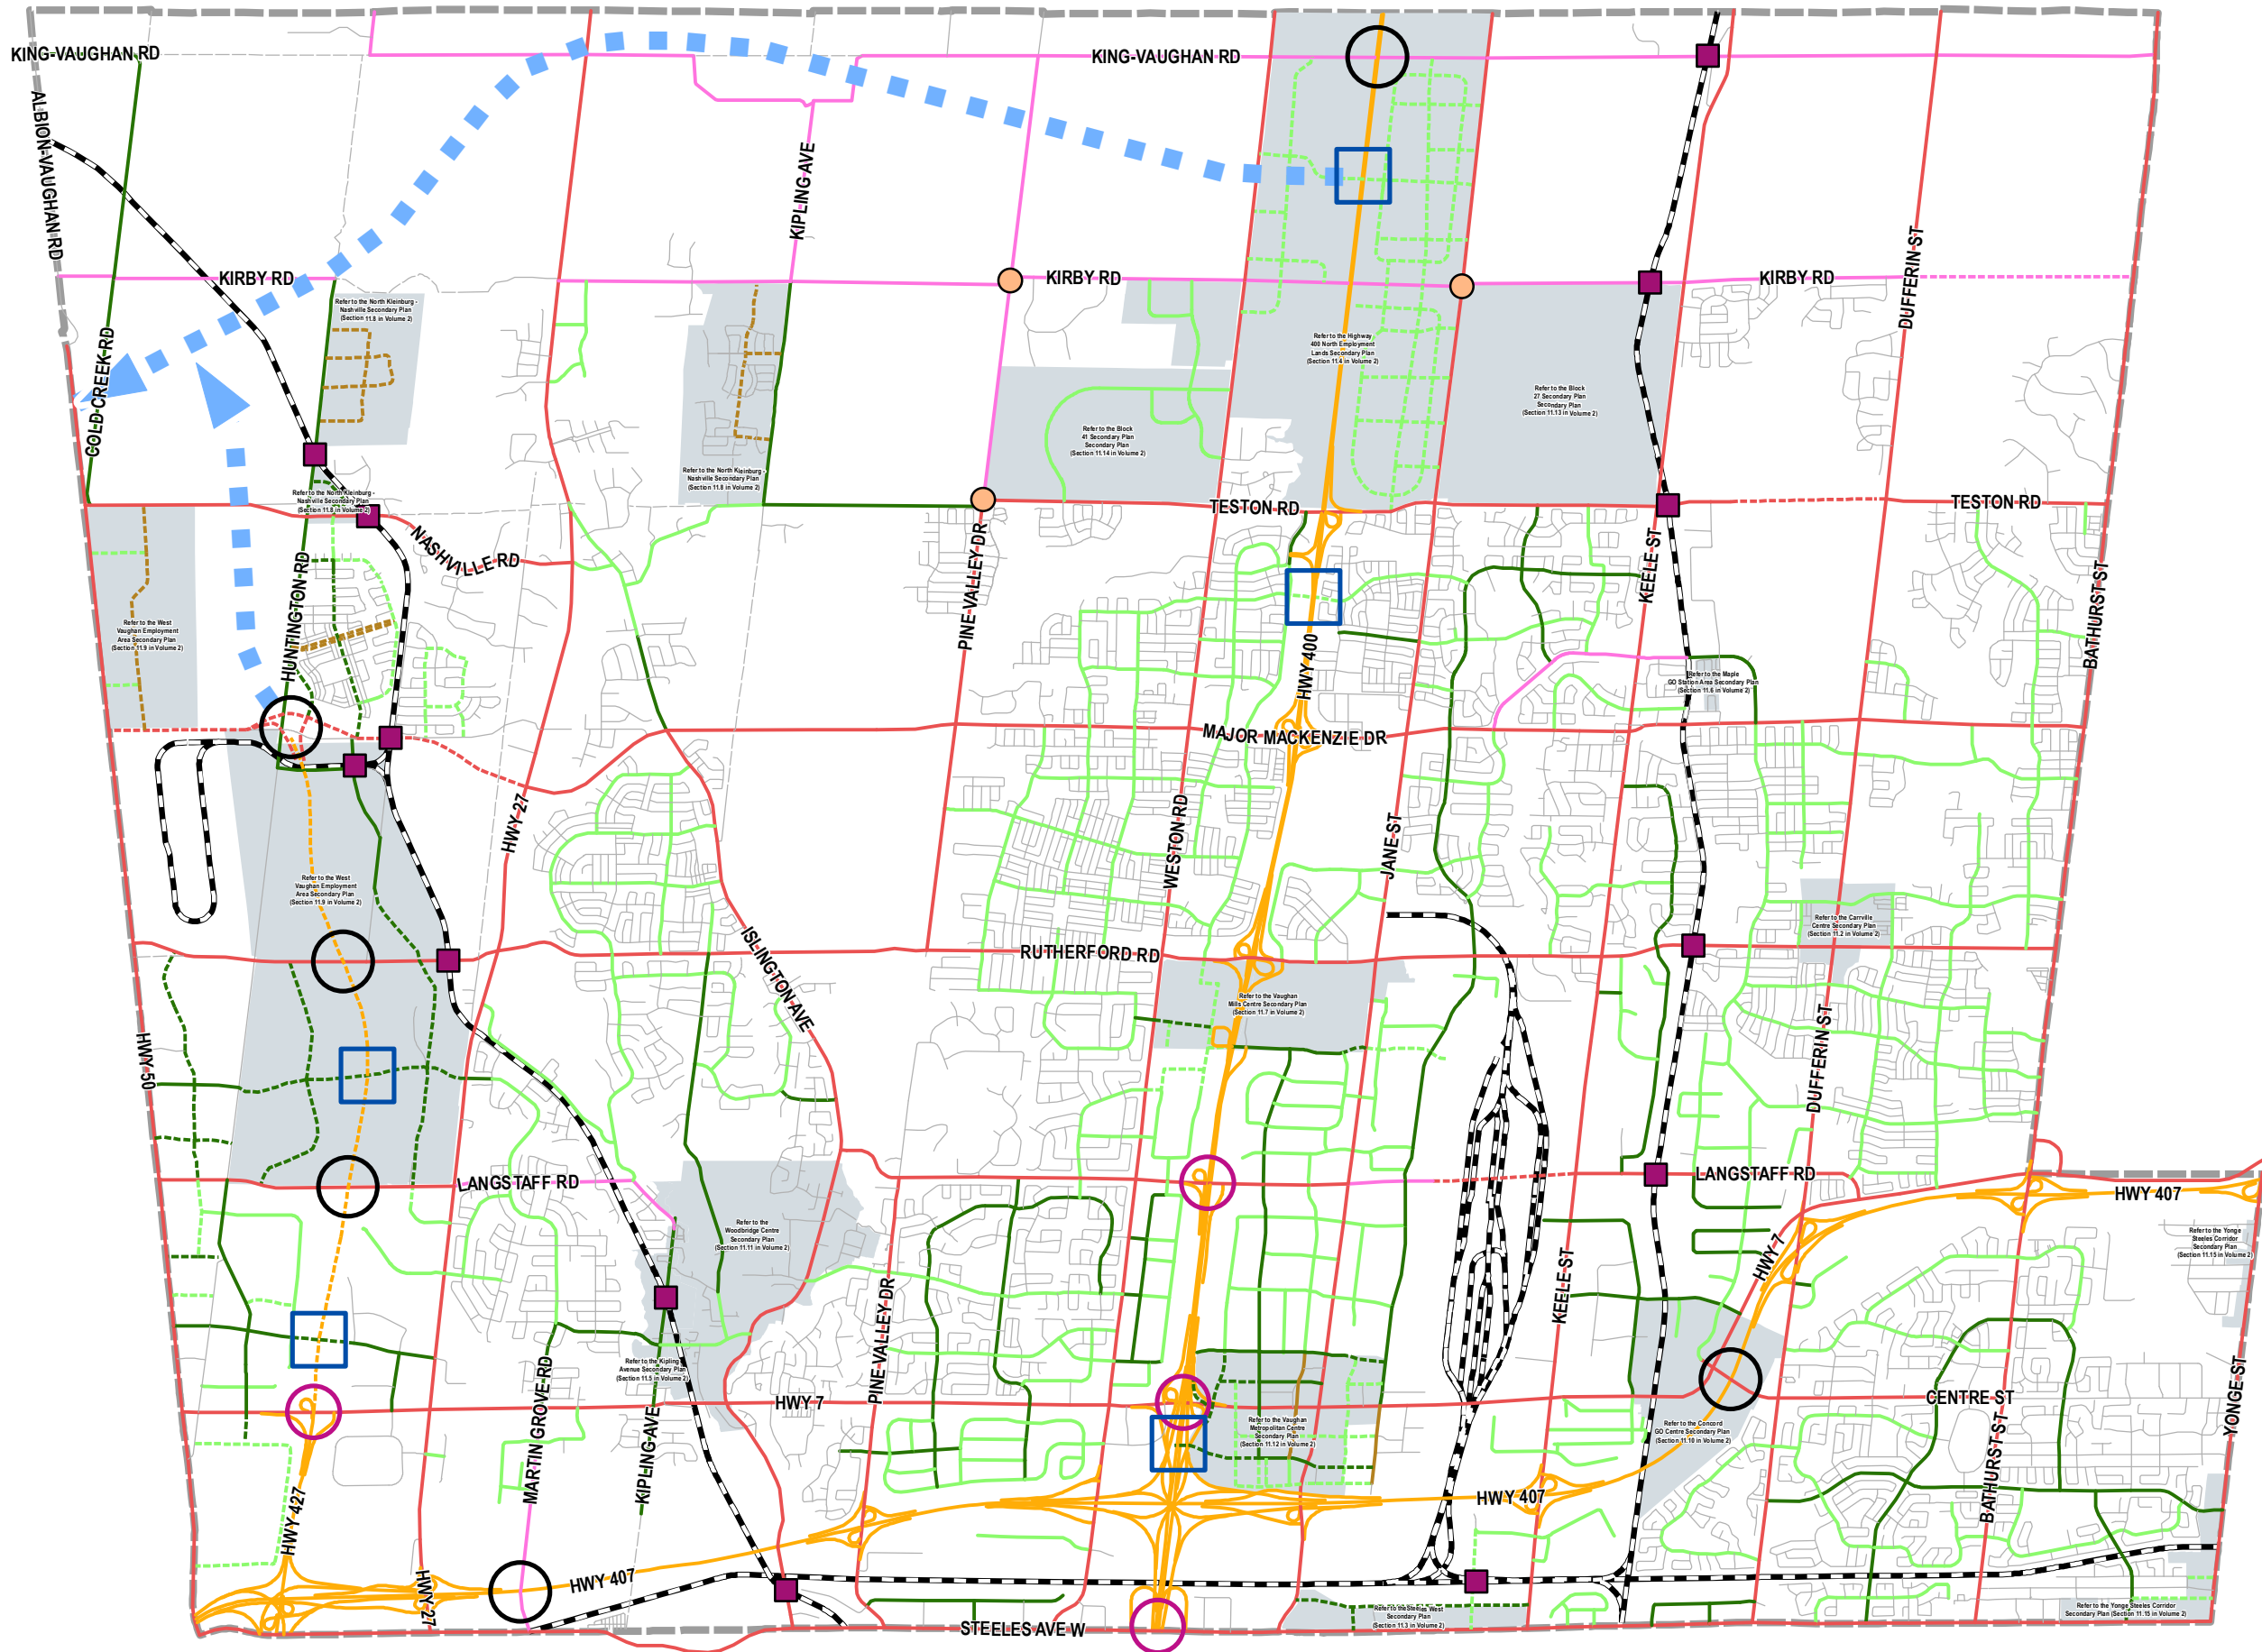 KING-VAUGHAN RD
KING-VAUGHAN RD
ALBION-VAUGHAN RD
KIPLING AVE
KIRBY RD
KIRBY RD
KIRBY RD
DUFFERIN ST
COLD CREEK RD
Refer to the North Kleinburg -
Nashville Secondary Plan
(Section 11.8 in Volume 2)
Refer to the Highway
400 North Employment
Lands Secondary Plan
(Section 11.4 in Volume 2)
Refer to the Block
27 Secondary Plan
Secondary Plan
(Section 11.13 in Volume 2)
Refer to the Block
41 Secondary Plan
Secondary Plan
(Section 11.14 in Volume 2)
Refer to the North Kleinburg -
Nashville Secondary Plan
(Section 11.8 in Volume 2)
Refer to the North Kleinburg -
Nashville Secondary Plan
(Section 11.8 in Volume 2)
TESTON RD
TESTON RD
NASHVILLE RD
HUNTINGTON RD
PINE VALLEY DR
KEELE ST
BATHURST ST
Refer to the West
Vaughan Employment
Area Secondary Plan
(Section 11.9 in Volume 2)
HWY 400
Refer to the Maple
GO Station Area Secondary Plan
(Section 11.6 in Volume 2)
MAJOR MACKENZIE DR
HWY 27
WESTON RD
JANE ST
Refer to the West
Vaughan Employment
Area Secondary Plan
(Section 11.9 in Volume 2)
Refer to the Carrville
Centre Secondary Plan
(Section 11.2 in Volume 2)
ISLINGTON AVE
RUTHERFORD RD
Refer to the Vaughan
Mills Centre Secondary Plan
(Section 11.7 in Volume 2)
HWY 50
DUFFERIN ST
LANGSTAFF RD
LANGSTAFF RD
HWY 407
Refer to the
Woodbridge Centre
Secondary Plan
(Section 11.11 in Volume 2)
Refer to the Yonge
Steeles Corridor
Secondary Plan
(Section 11.15 in Volume 2)
HWY 7
KEELE ST
PINE VALLEY DR
Refer to the Kipling
Avenue Secondary Plan
(Section 11.5 in Volume 2)
MARTIN GROVE RD
HWY 7
CENTRE ST
YONGE ST
Refer to the Vaughan
Metropolitan Centre
Secondary Plan
(Section 11.12 in Volume 2)
Refer to the Concord
GO Centre Secondary Plan
(Section 11.10 in Volume 2)
KIPLING AVE
BATHURST ST
HWY 427
HWY 407
HWY 407
HWY 27
STEELES AVE W
Refer to the Steeles West
Secondary Plan
(Section 11.3 in Volume 2)
Refer to the Yonge Steeles Corridor
Secondary Plan (Section 11.15 in Volume 2)